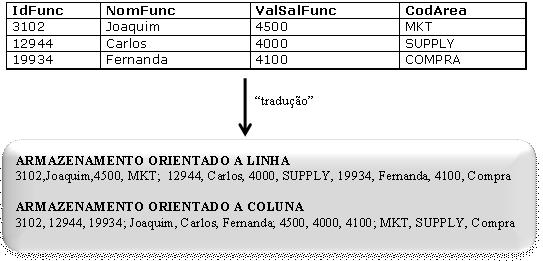 IdFunc NomFunc ValSalFunc CodArea
3102 Joaquim 4500 MKT
12944 Carlos 4000 SUPPLY
19934 Fernanda 4100 COMPRA
“tradução”
ARMAZENAMENTO ORIENTADO A LINHA
3102,Joaquim,4500, MKT; 12944, Carlos, 4000, SUPPLY, 19934, Fernanda, 4100, Compra
ARMAZENAMENTO ORIENTADO A COLUNA
3102, 12944, 19934; Joaquim, Carlos, Fernanda; 4500, 4000, 4100; MKT, SUPPLY, Compra